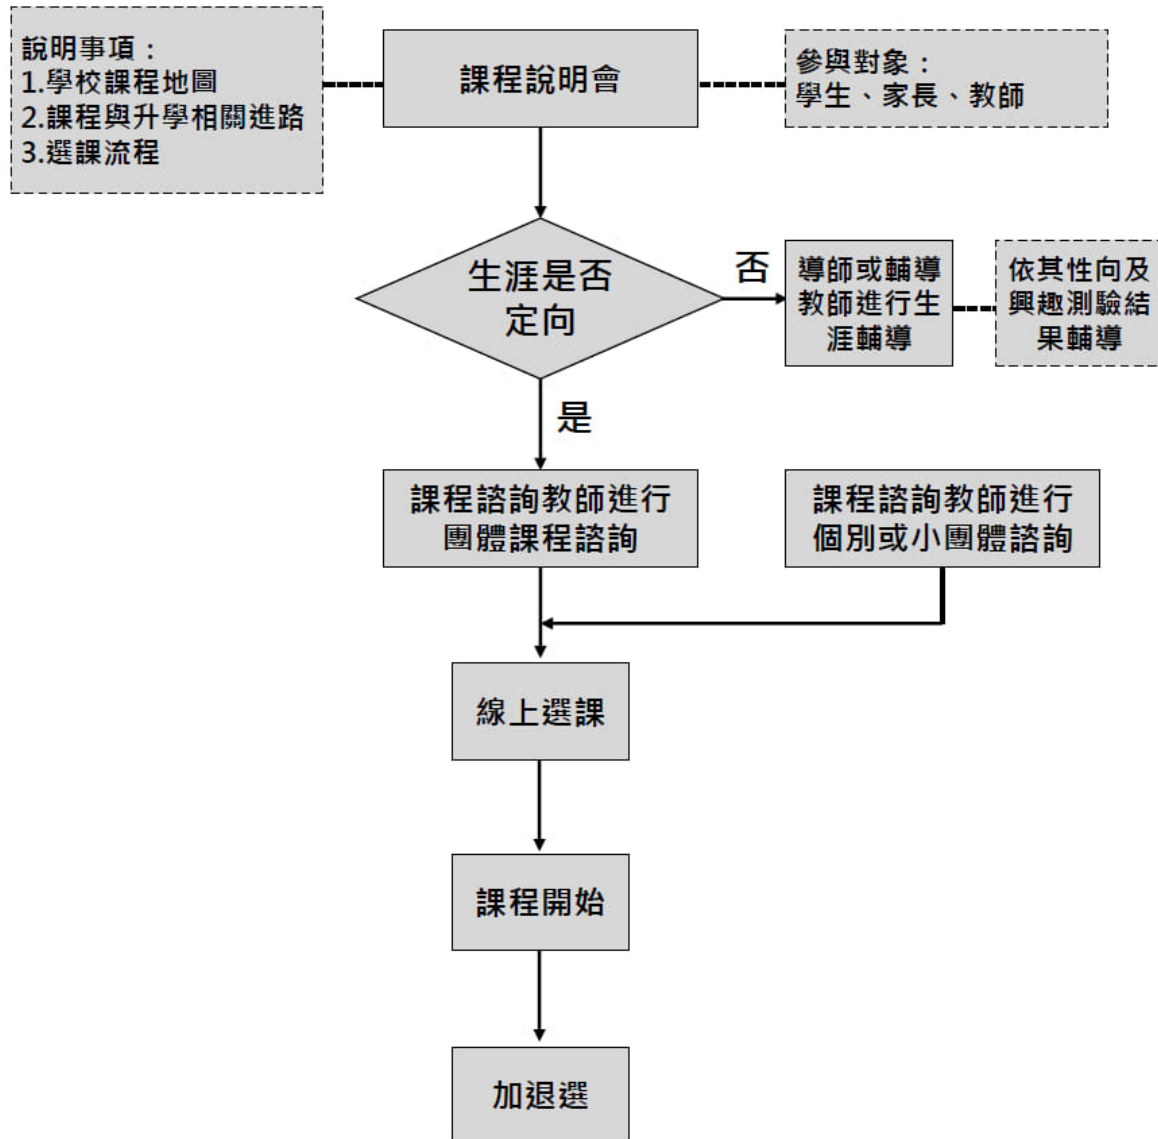 說明事項：
1.學校課程地圖
2.課程與升學相關進路
3.選課流程
課程說明會
參與對象：
學生、家長、教師
生涯是否
定向
否
導師或輔導
教師進行生
涯輔導
依其性向及
興趣測驗結
果輔導
是
課程諮詢教師進行
團體課程諮詢
課程諮詢教師進行
個別或小團體諮詢
線上選課
課程開始
加退選